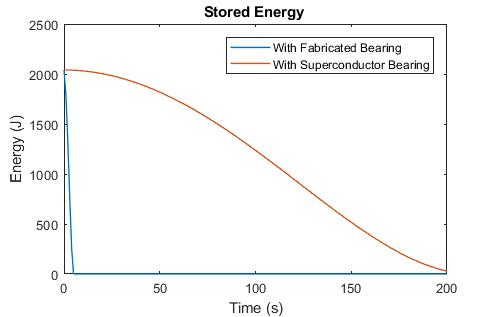 Stored Energy
2500
2000
1500
1000
500
0
Energy (J)
With Fabricated Bearing
With Superconductor Bearing
0 50 100 150 200
Time (s)